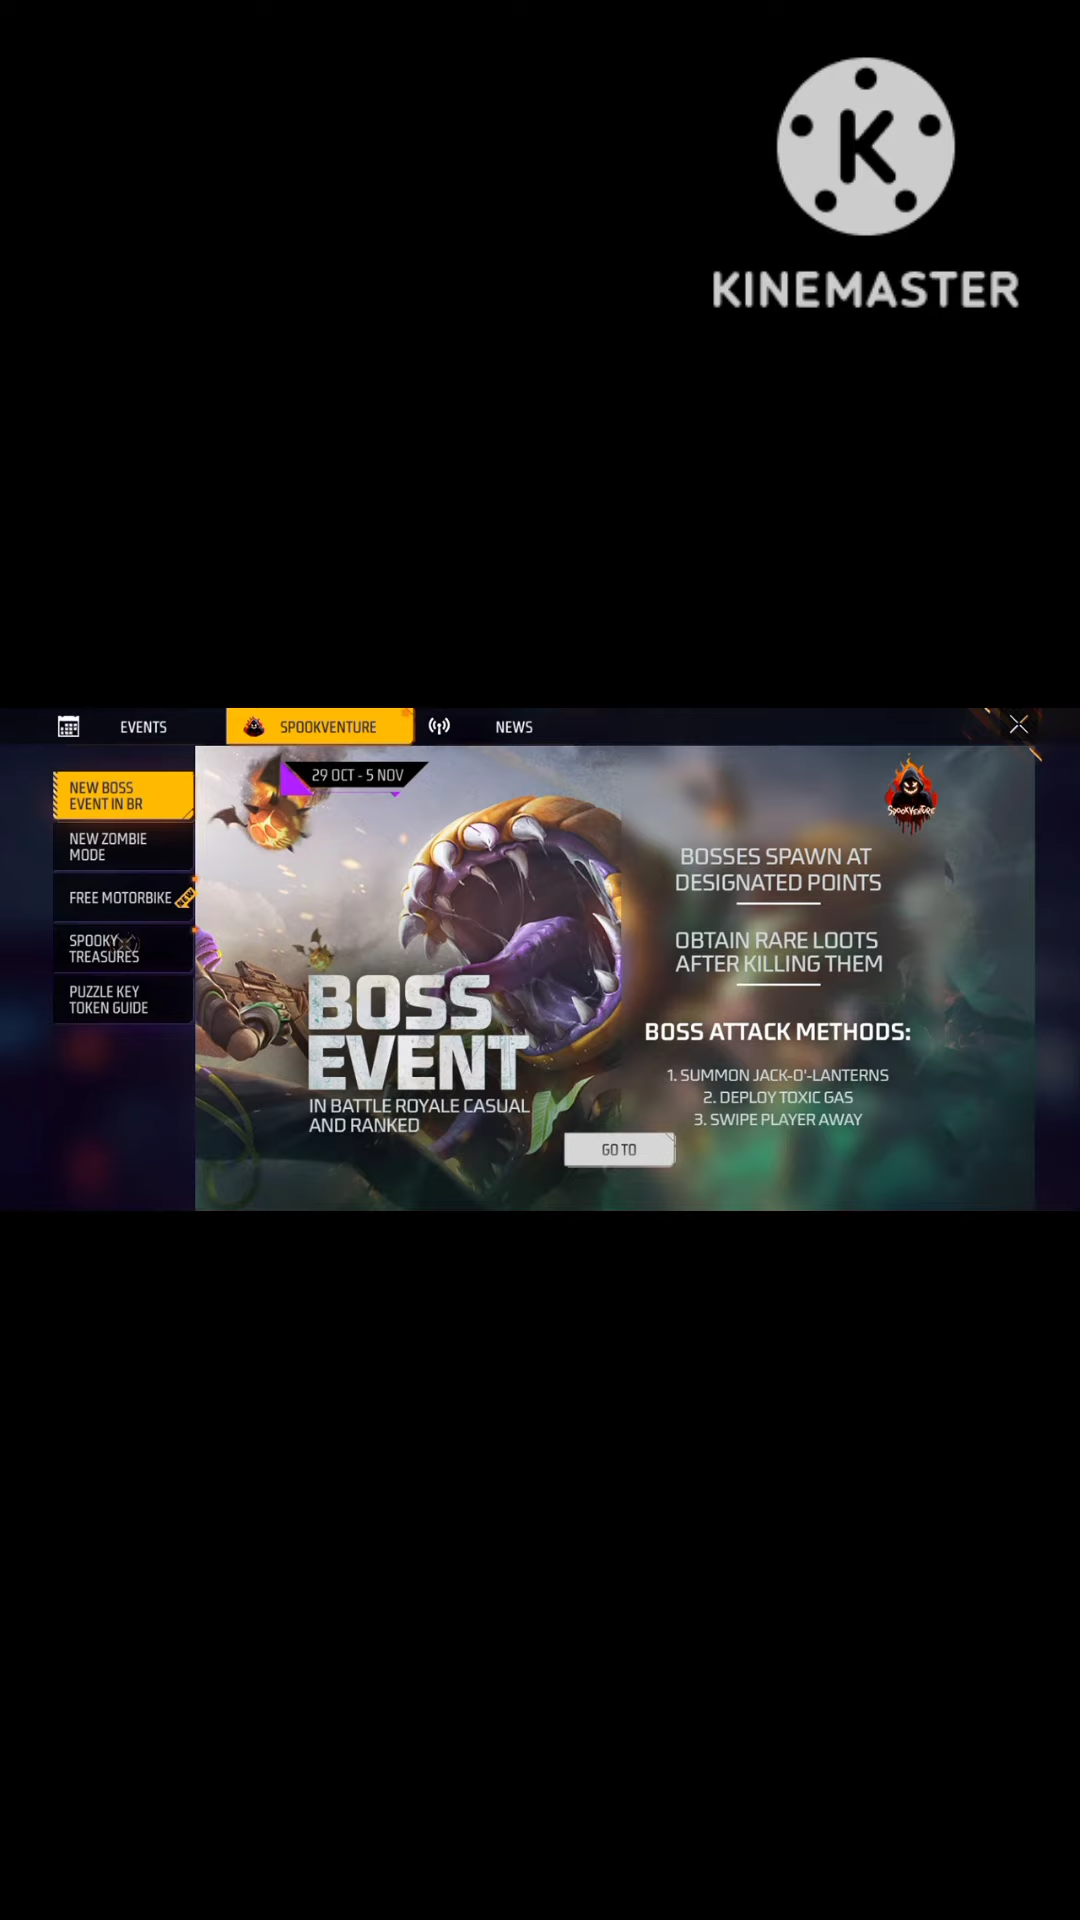 K
KINEMASTER
EVENTS
SPOOKVENTURE
NEWS
NEW BOSS
EVENT IN BR
NEW ZOMBIE
MODE
FREE MOTORBIKE
NEW
SPOOKY
TREASURES
PUZZLE KEY
TOKEN GUIDE
29 OCT - 5 NOV
BOSS
EVENT
IN BATTLE ROYALE CASUAL
AND RANKED
SPOOKVENTURE
BOSSES SPAWN AT
DESIGNATED POINTS
OBTAIN RARE LOOTS
AFTER KILLING THEM
BOSS ATTACK METHODS:
1. SUMMON JACK-O'-LANTERNS
2. DEPLOY TOXIC GAS
3. SWIPE PLAYER AWAY
GO TO